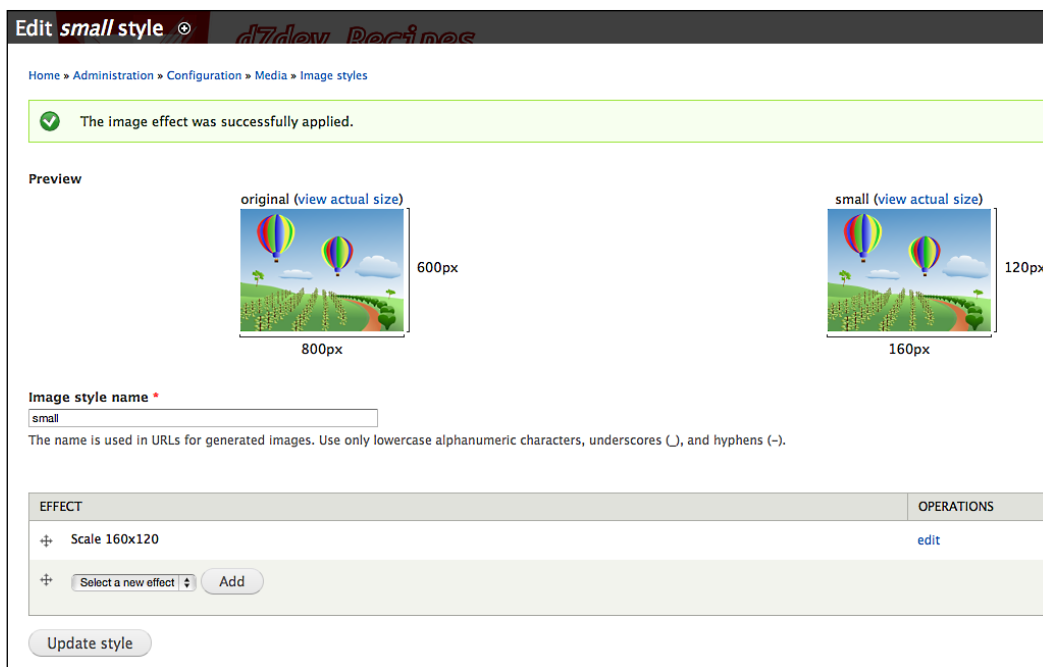 Edit small style
d7dev Recipes
Home » Administration » Configuration » Media » Image styles
The image effect was successfully applied.
Preview
original (view actual size)
small (view actual size)
600px
120px
800px
160px
Image style name *
small
The name is used in URLs for generated images. Use only lowercase alphanumeric characters, underscores (_), and hyphens (-).
EFFECT
OPERATIONS
Scale 160x120
edit
Select a new effect
Add
Update style